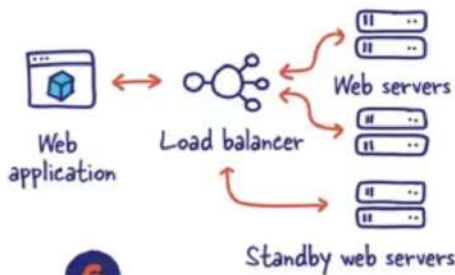 Web servers
Web
application
Load balancer
Standby web servers